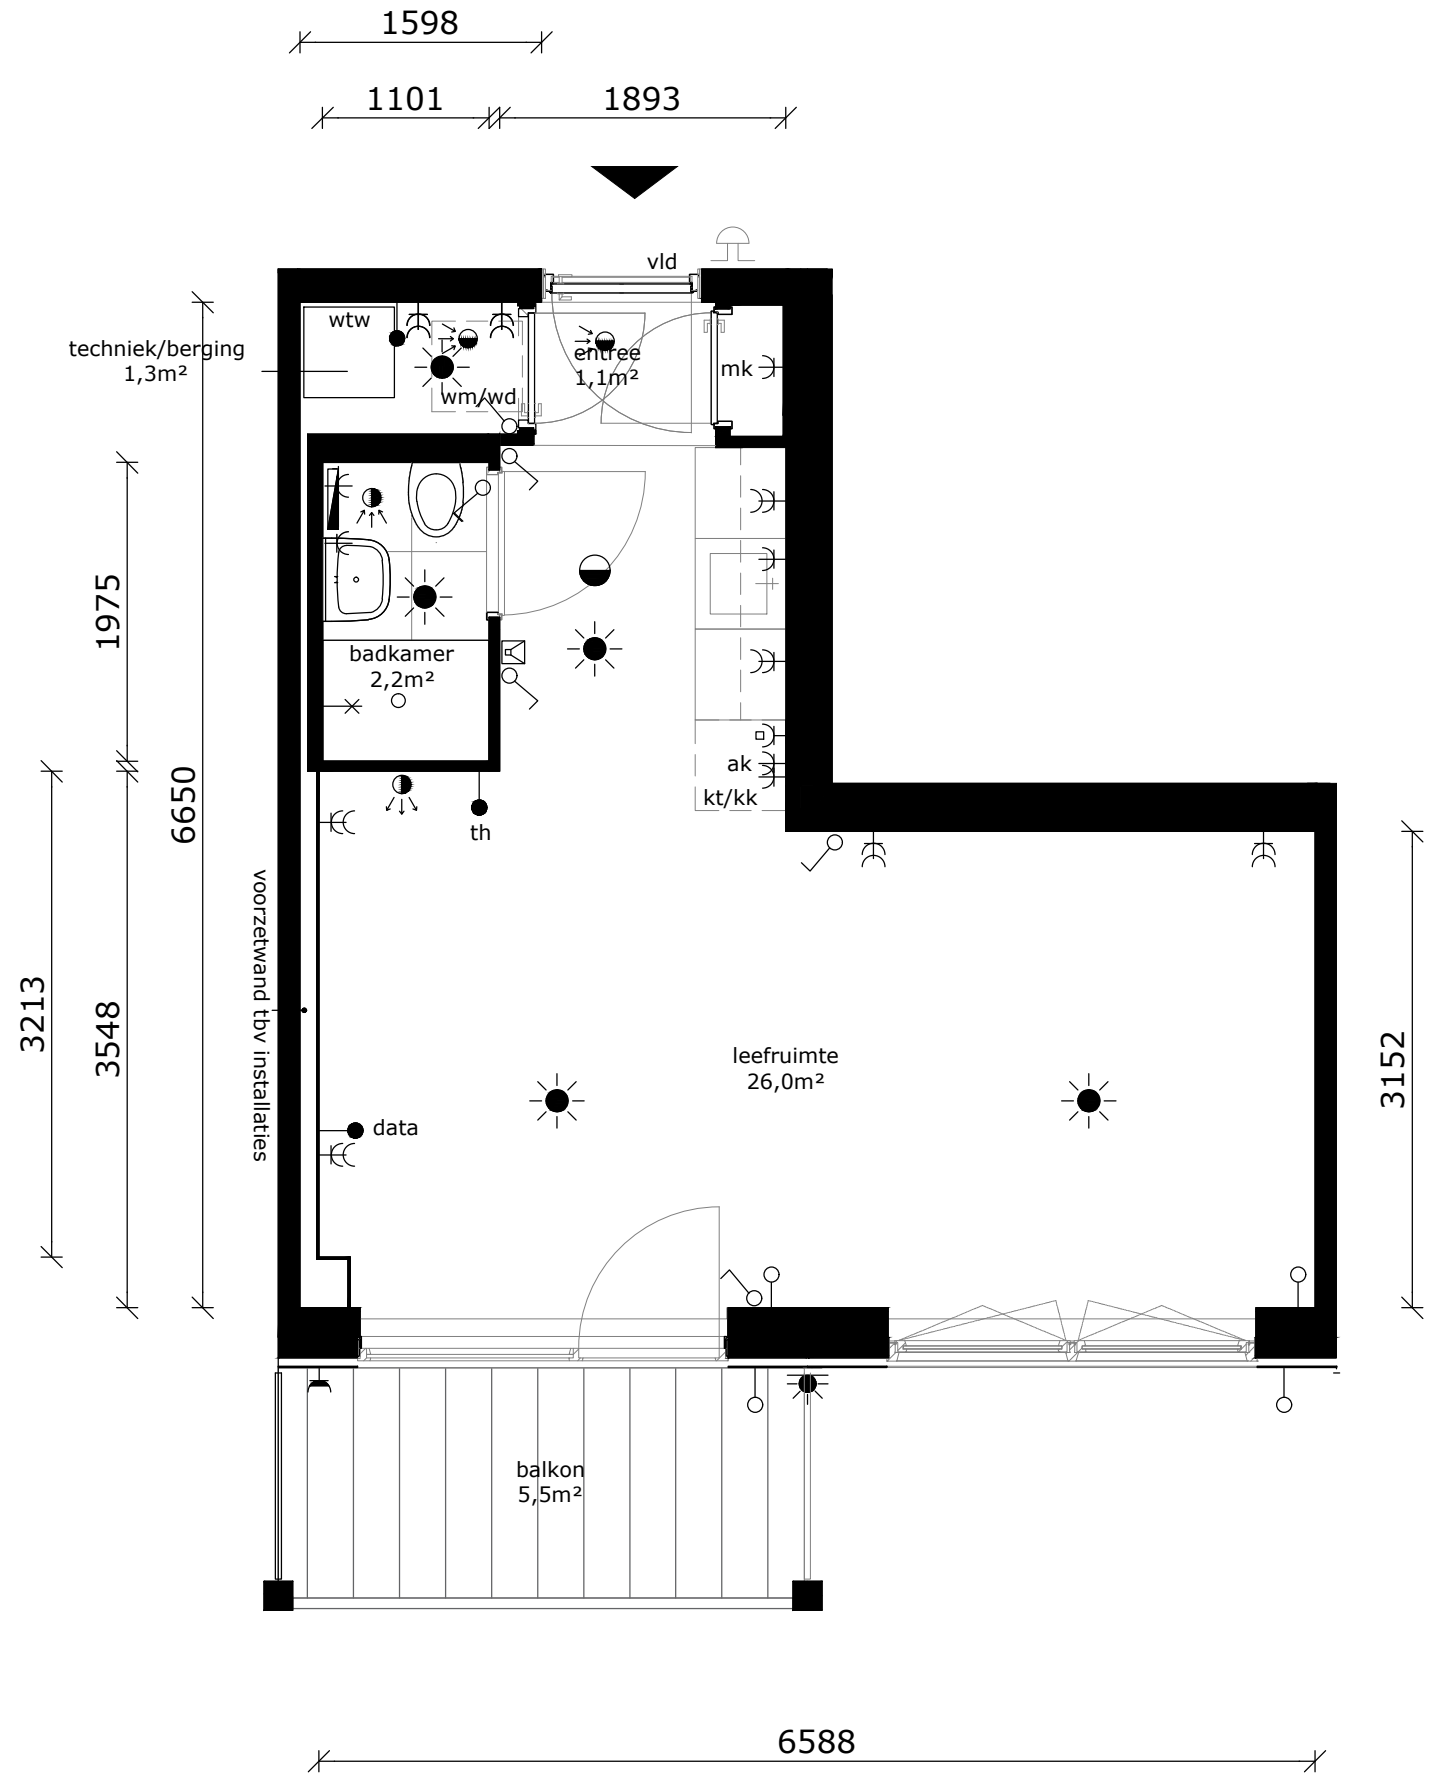 1598
1101
1893
vld
wtw
techniek/berging
1,3m²
entree
1,1m²
mk
wm/wd
1975
badkamer
2,2m²
6650
ak
kt/kk
th
voorzetwand tbv installaties
3213
3548
leefruimte
26,0m²
3152
data
balkon
5,5m²
6588